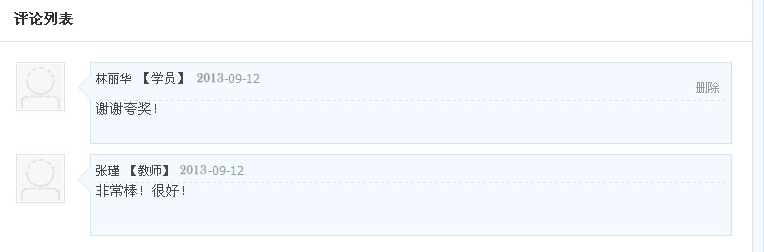 评论列表
林丽华 【学员】 2013-09-12
删除
谢谢夸奖！
张瑾 【教师】 2013-09-12
非常棒！很好！